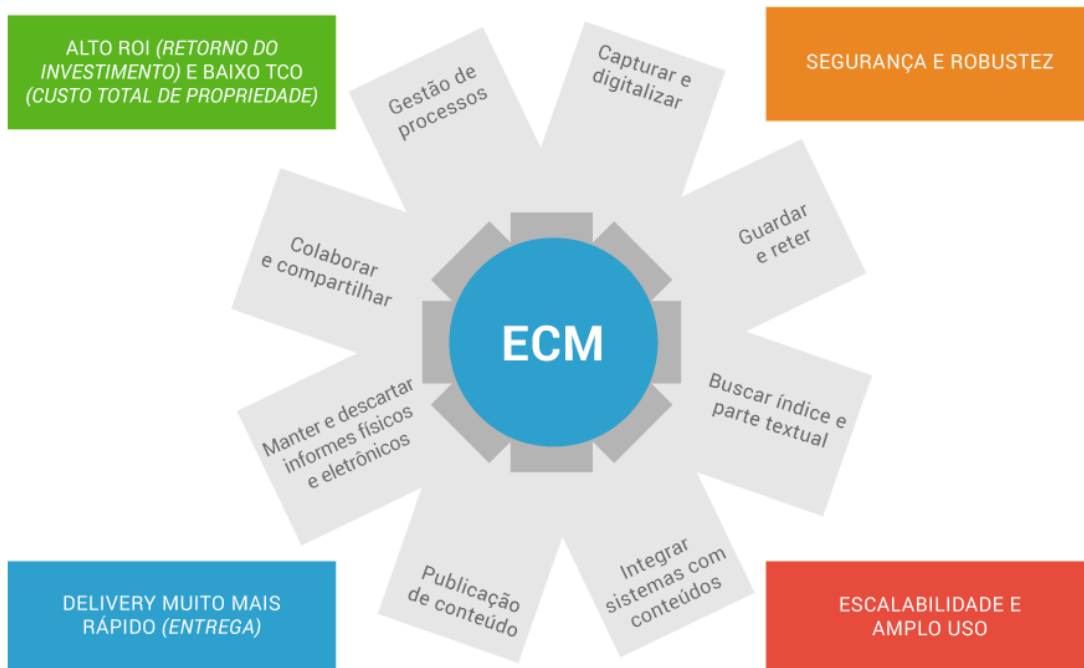 ALTO ROI (RETORNO DO
INVESTIMENTO) E BAIXO TCO
(CUSTO TOTAL DE PROPRIEDADE)
SEGURANÇA E ROBUSTEZ
Gestão de
processos
Capturar e
digitalizar
Guardar
e reter
Colaborar
e compartilhar
ECM
Buscar índice e
parte textual
Manter e descartar
informes físicos
e eletrônicos
Integrar
sistemas com
conteúdos
Publicação
de conteúdo
DELIVERY MUITO MAIS
RÁPIDO (ENTREGA)
ESCALABILIDADE E
AMPLO USO